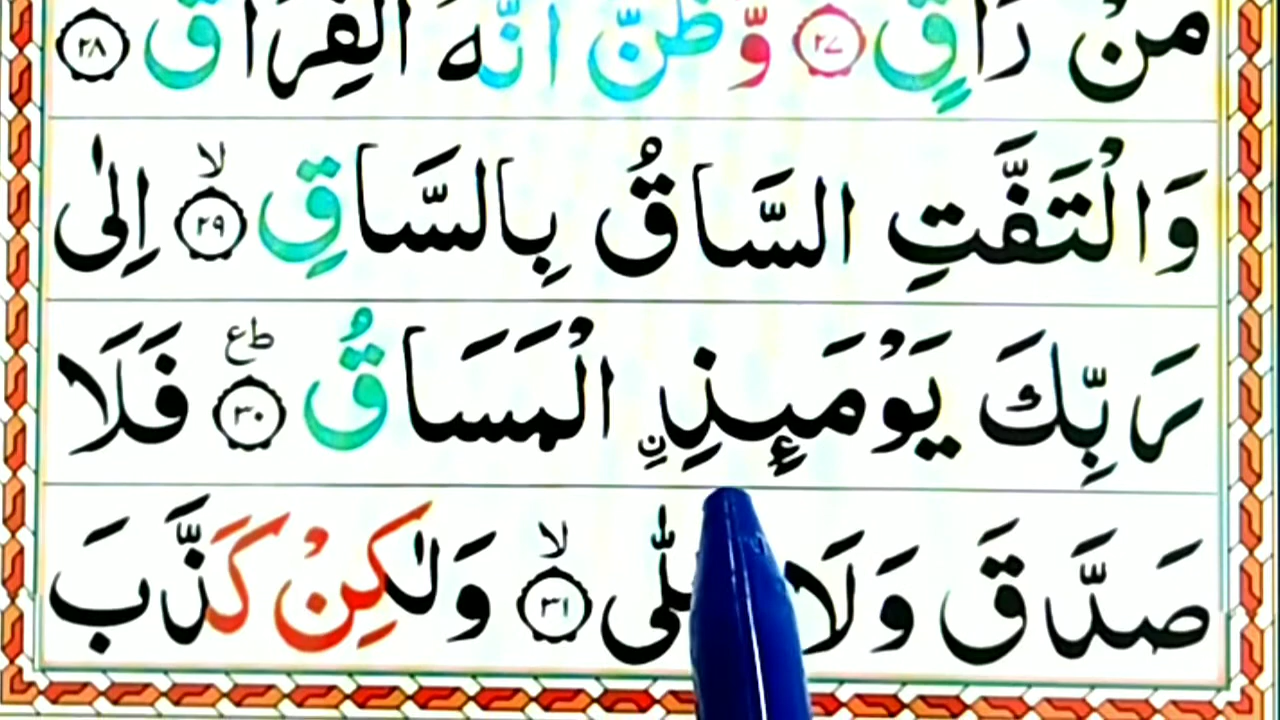 مَنْ رَاقٍ ۝٢٧ وَّظَنَّ اَنَّهُ الْفِرَاقُ ۝٢٨
وَالْتَفَّتِ السَّاقُ بِالسَّاقِ ۝٢٩ۙ اِلٰى
رَبِّكَ يَوْمَىِٕذِ ِ۟الْمَسَاقُ ۝٣٠ؕ ع فَلَا
صَدَّقَ وَلَا ۝٣١ۙ وَلٰكِنْ كَذَّبَ